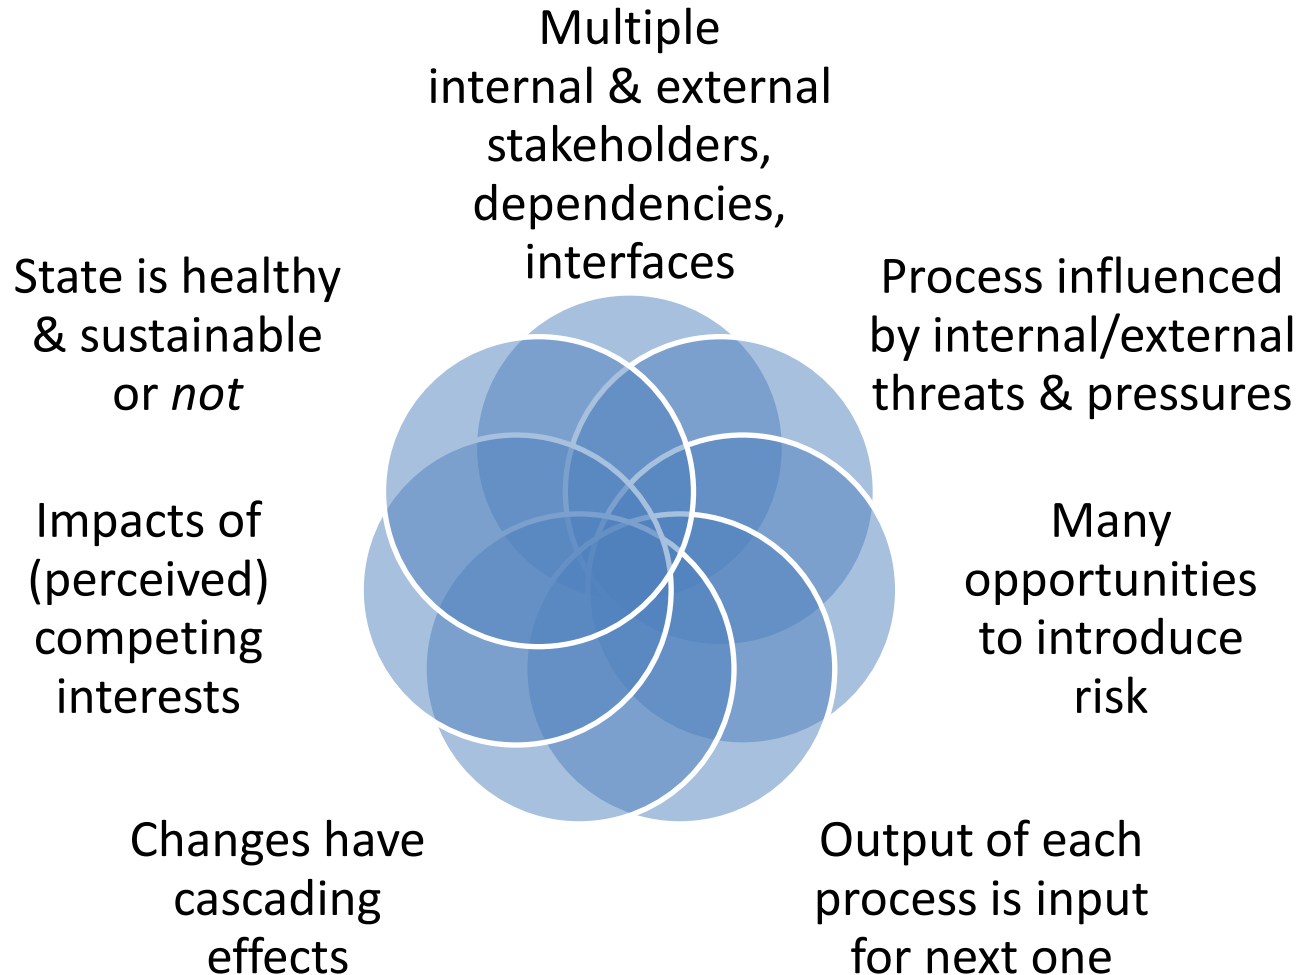 Multiple
internal & external
stakeholders,
dependencies,
interfaces
Process influenced
by internal/external
threats & pressures
Many
opportunities
to introduce
risk
Output of each
process is input
for next one
Changes have
cascading
effects
Impacts of
(perceived)
competing
interests
State is healthy
& sustainable
or not